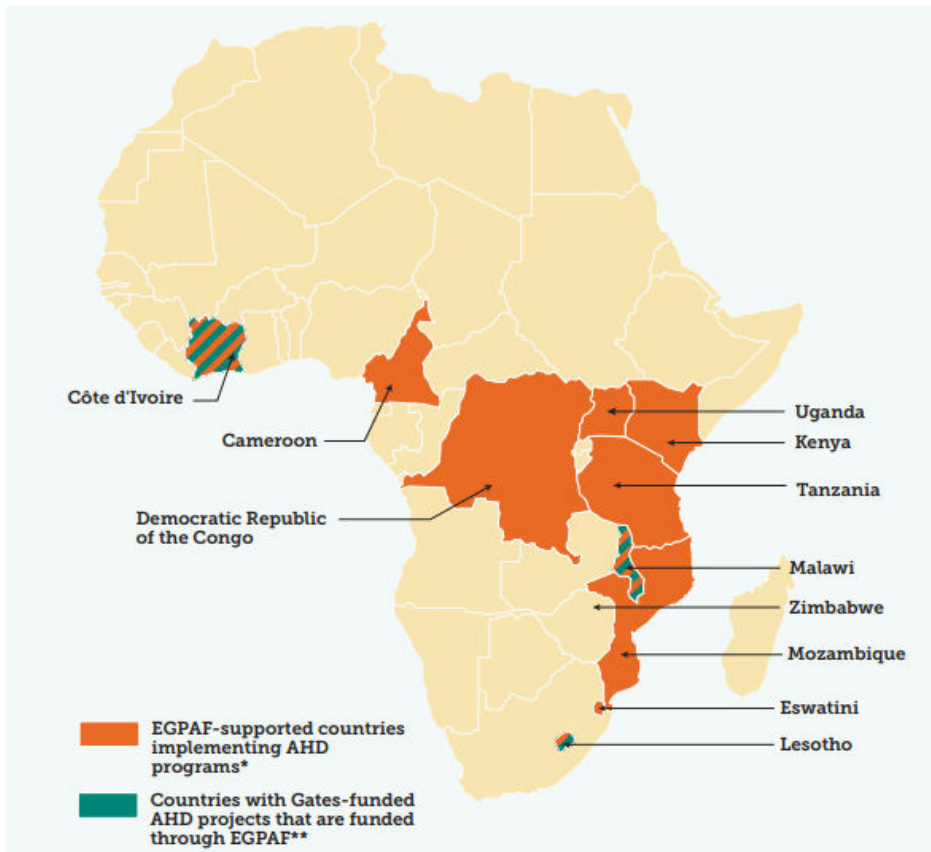 Côte d'Ivoire
Cameroon
Democratic Republic
of the Congo
Uganda
Kenya
Tanzania
Malawi
Zimbabwe
Mozambique
Eswatini
Lesotho
EGPAF-supported countries
implementing AHD
programs*
Countries with Gates-funded
AHD projects that are funded
through EGPAF**